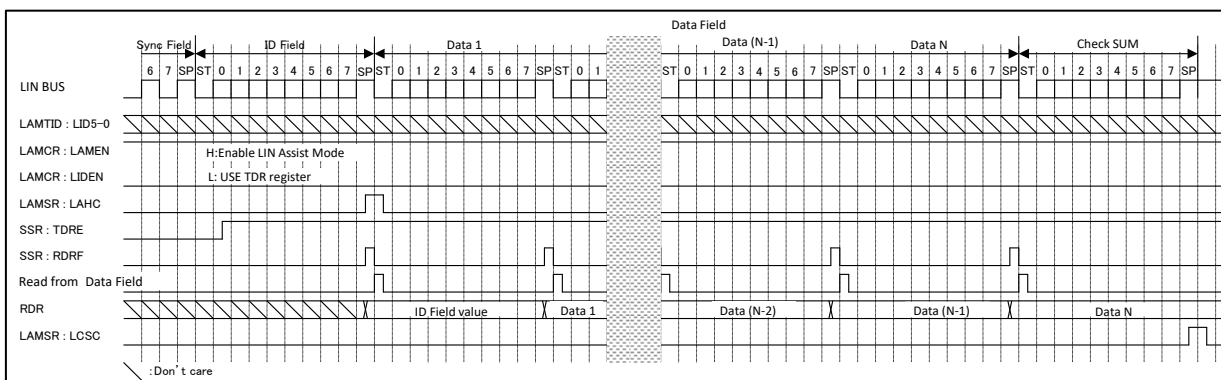 Data Field
Sync Field ID Field Data 1 Data (N-1) Data N Check SUM
6 7 SP ST 0 1 2 3 4 5 6 7 SP ST 0 1 2 3 4 5 6 7 SP ST 0 1 ST 0 1 2 3 4 5 6 7 SP ST 0 1 2 3 4 5 6 7 SP ST 0 1 2 3 4 5 6 7 SP
LIN BUS
LAMTID : LID5-0
LAMCR : LAMEN H:Enable LIN Assist Mode
LAMCR : LIDEN L: USE TDR register
LAMSR : LAHC
SSR : TDRE
SSR : RDRF
Read from Data Field
RDR ID Field value Data 1 Data (N-2) Data (N-1) Data N
LAMSR : LCSC
:Don't care